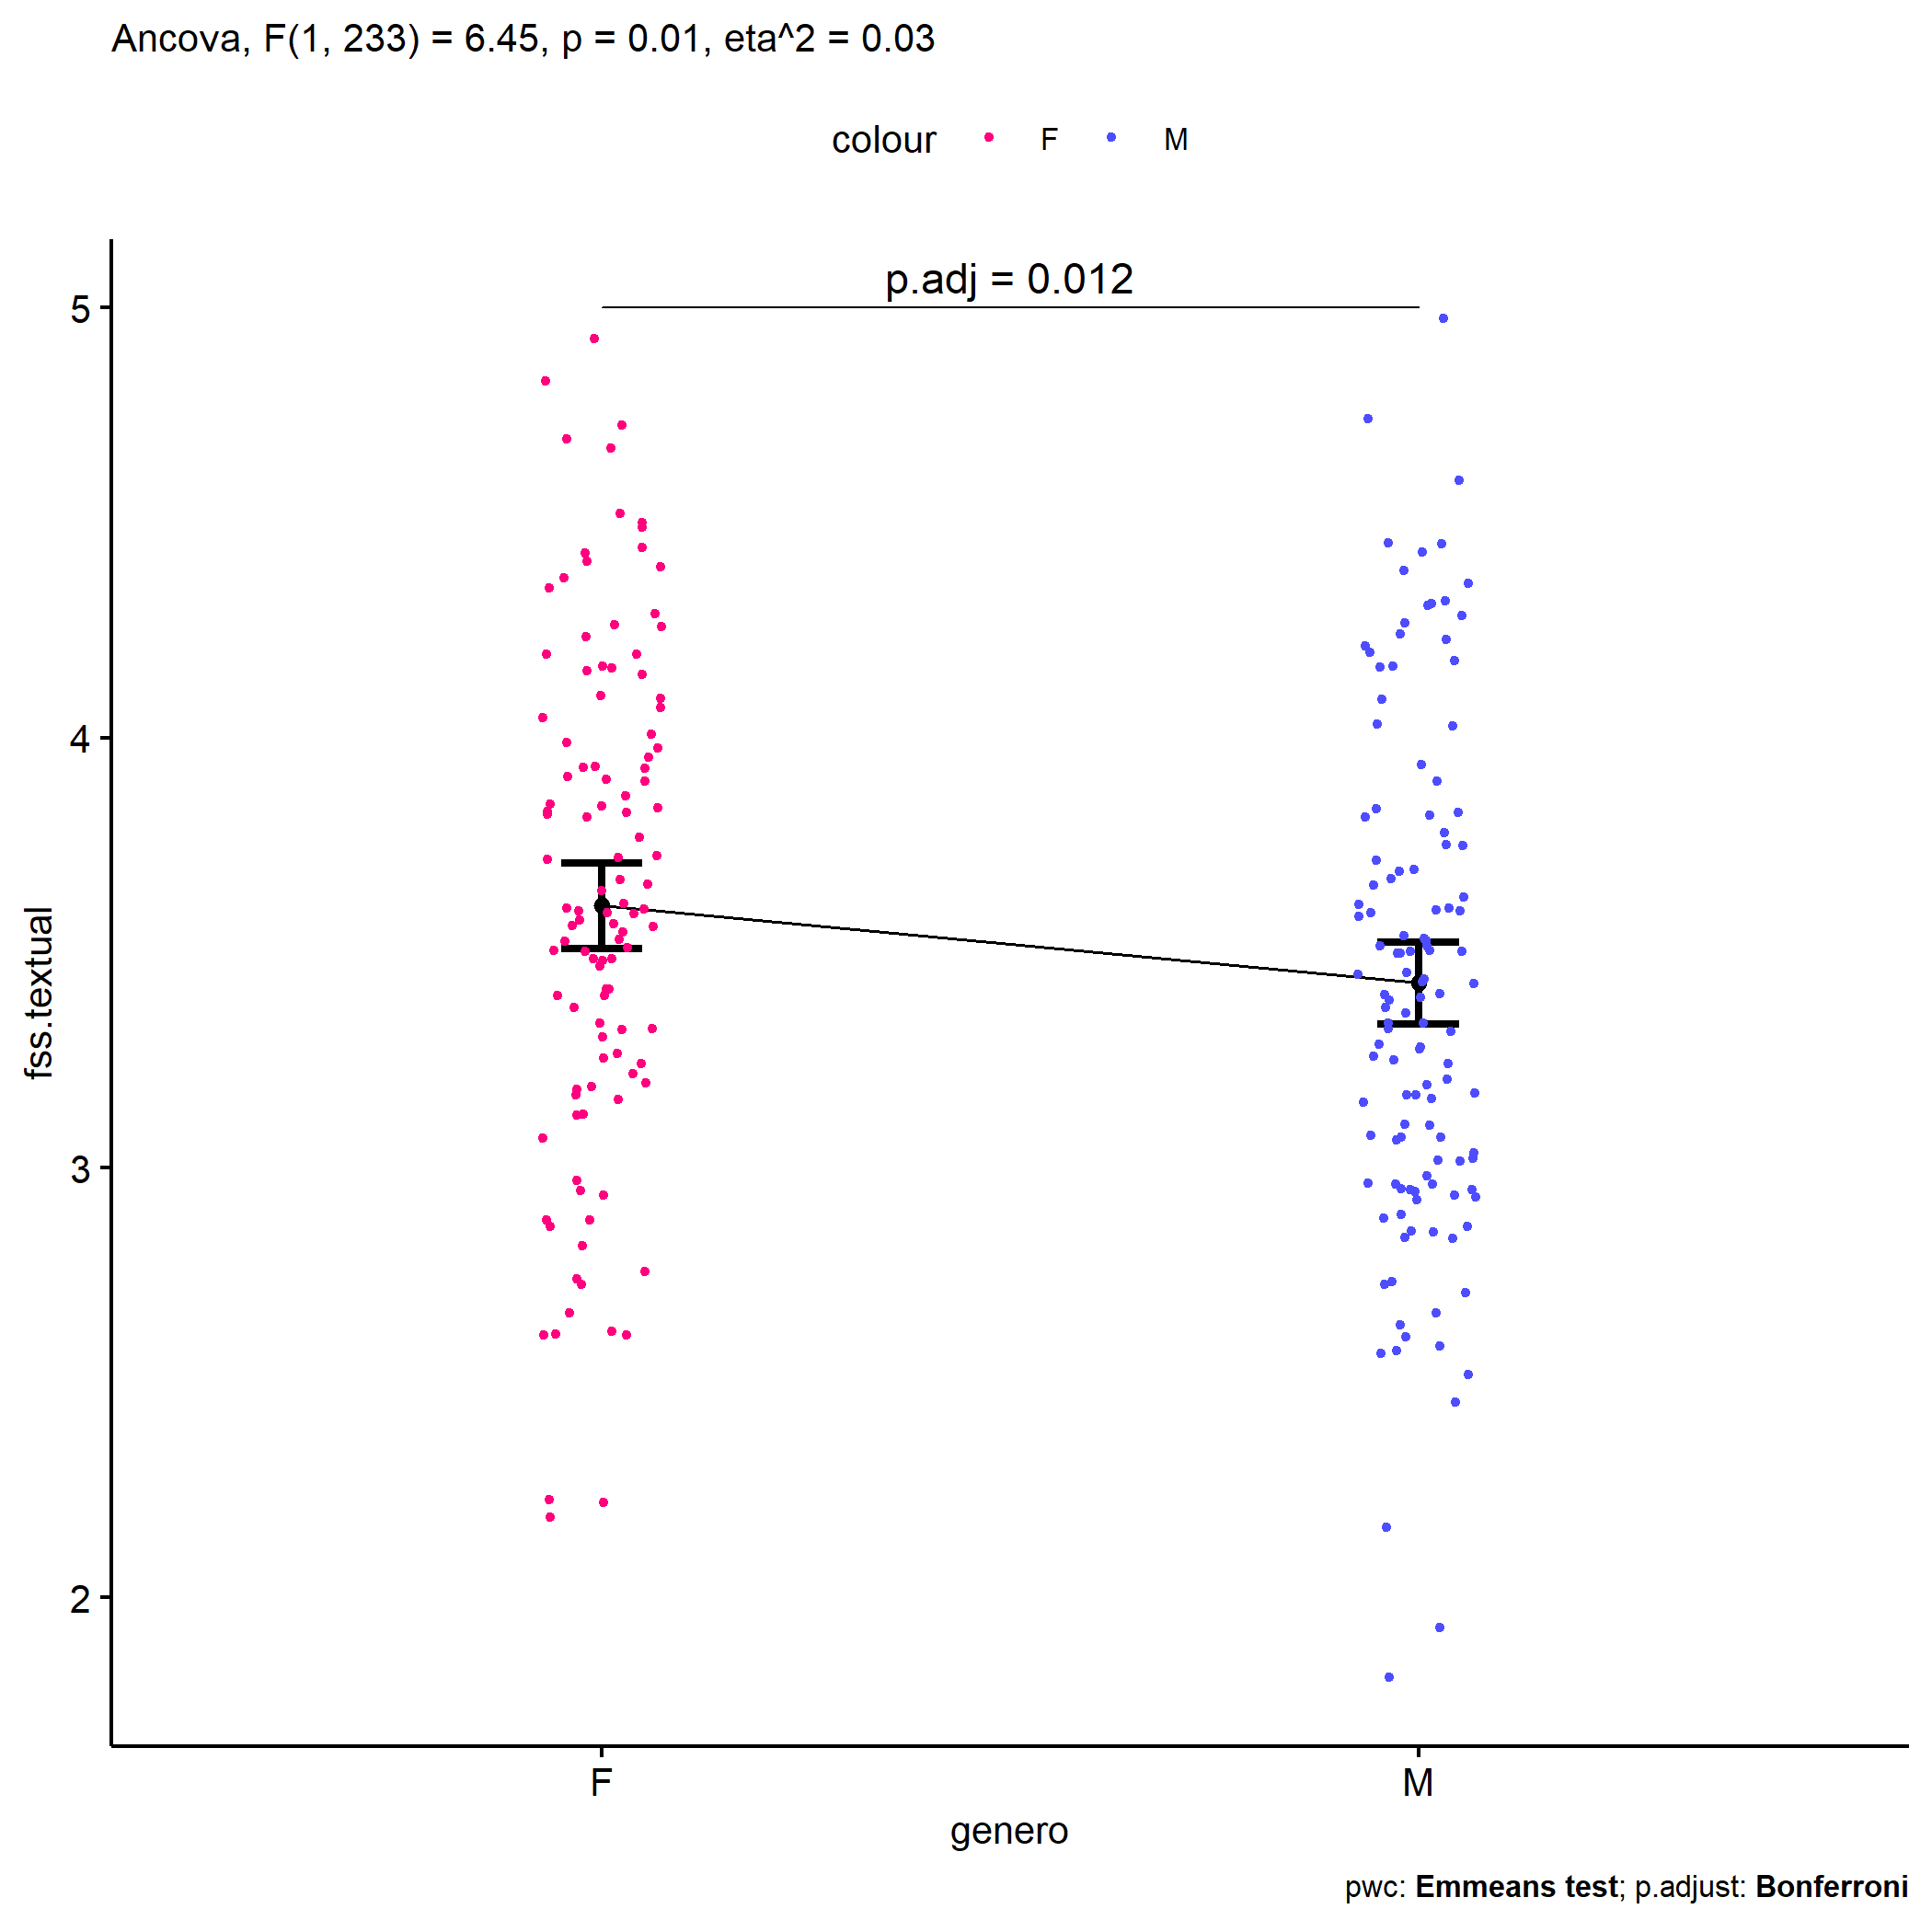 Ancova, F(1, 233) = 6.45, p = 0.01, eta^2 = 0.03
colour F M
p.adj = 0.012
5
4
3
2
fss.textual
F M
genero
pwc: Emmeans test; p.adjust: Bonferroni